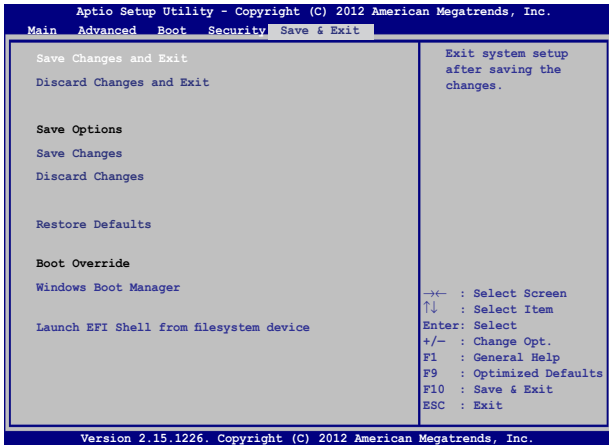 Aptio Setup Utility - Copyright (C) 2012 American Megatrends, Inc.
Main Advanced Boot Security Save & Exit
Save Changes and Exit
Discard Changes and Exit
Save Options
Save Changes
Discard Changes
Restore Defaults
Boot Override
Windows Boot Manager
Launch EFI Shell from filesystem device
Exit system setup
after saving the
changes.
→← : Select Screen
↑↓ : Select Item
Enter: Select
+/— : Change Opt.
F1 : General Help
F9 : Optimized Defaults
F10 : Save & Exit
ESC : Exit
Version 2.15.1226. Copyright (C) 2012 American Megatrends, Inc.